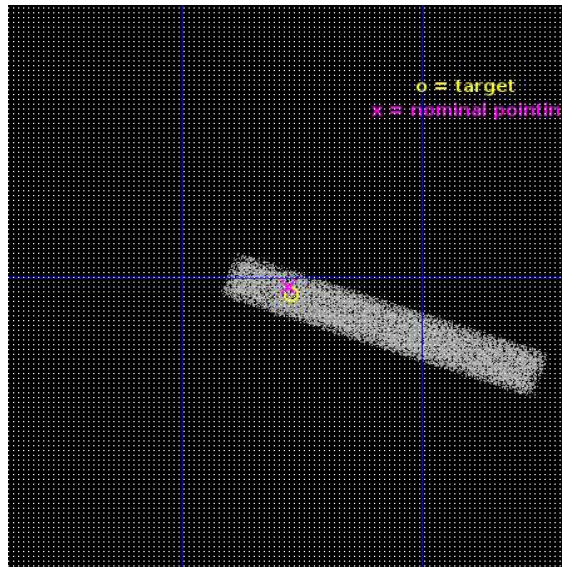 o = target
x = nominal pointin